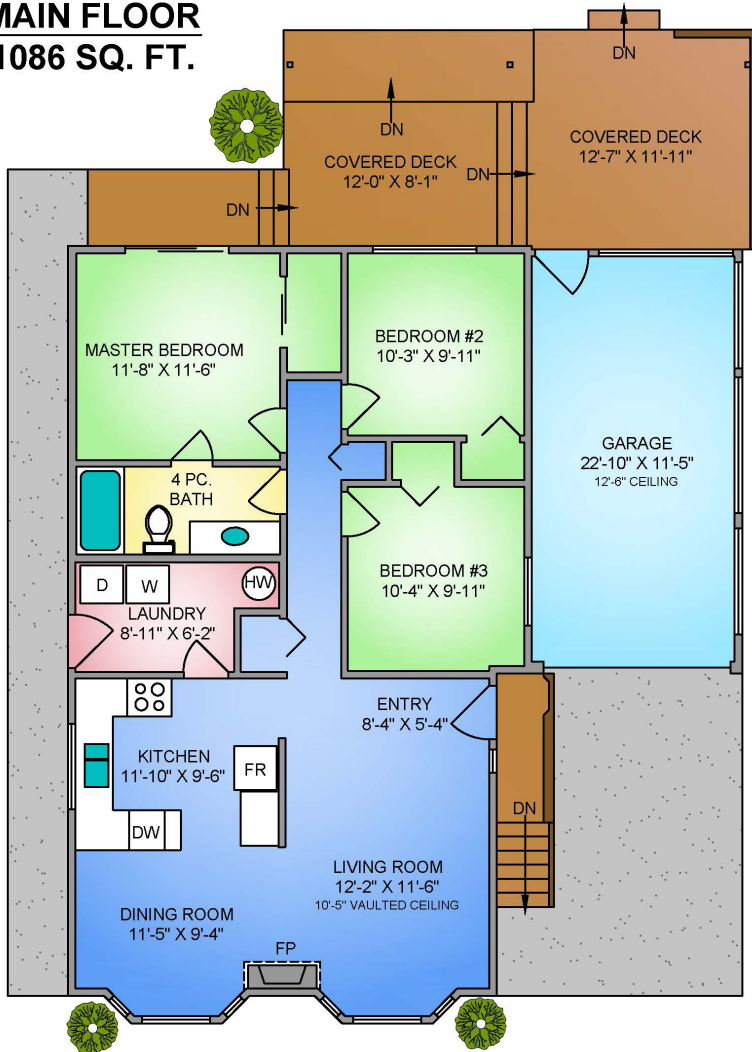 MAIN FLOOR
1086 SQ. FT.
DN
DN
COVERED DECK
12'-7" X 11'-11"
COVERED DECK
12'-0" X 8'-1"
DN
DN
MASTER BEDROOM
11'-8" X 11'-6"
BEDROOM #2
10'-3" X 9'-11"
GARAGE
22'-10" X 11'-5"
12'-6" CEILING
4 PC.
BATH
BEDROOM #3
10'-4" X 9'-11"
D
W
HW
LAUNDRY
8'-11" X 6'-2"
ENTRY
8'-4" X 5'-4"
KITCHEN
11'-10" X 9'-6"
FR
DW
DN
LIVING ROOM
12'-2" X 11'-6"
10'-5" VAULTED CEILING
DINING ROOM
11'-5" X 9'-4"
FP